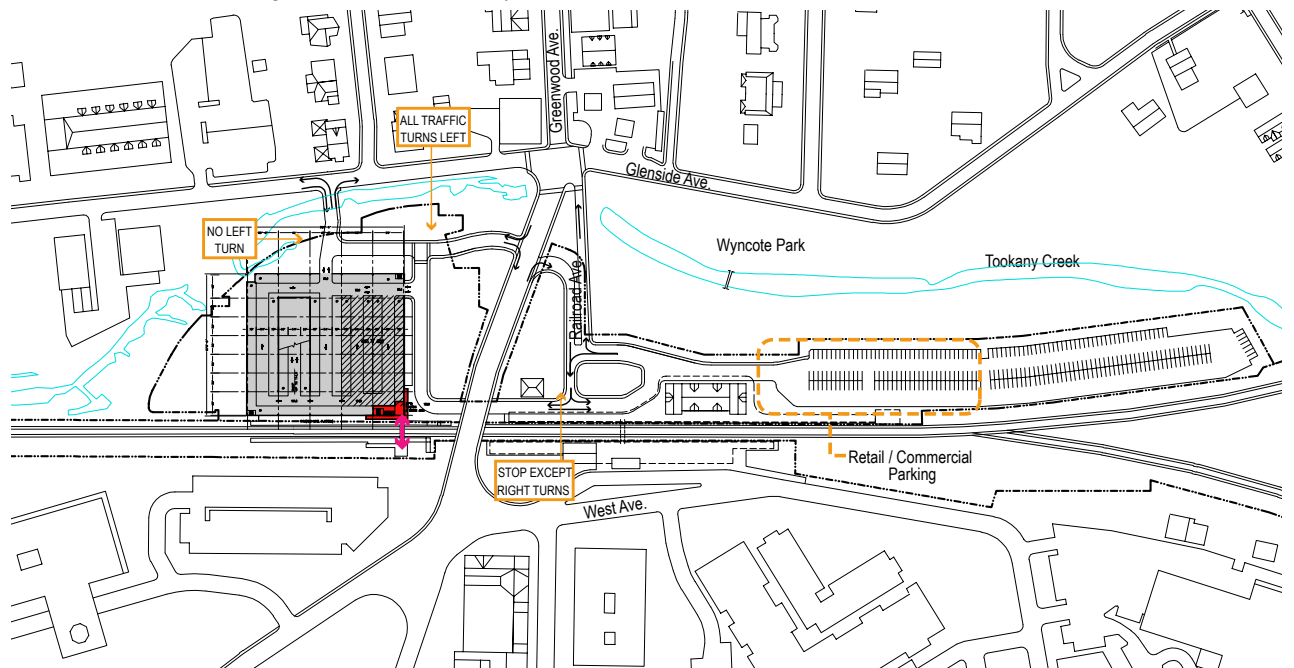 Greenwood Ave.
ALL TRAFFIC
TURNS LEFT
Glenside Ave.
NO LEFT
TURN
Wyncote Park
Tookany Creek
Railroad Ave.
Retail / Commercial
Parking
STOP EXCEPT
RIGHT TURNS
West Ave.